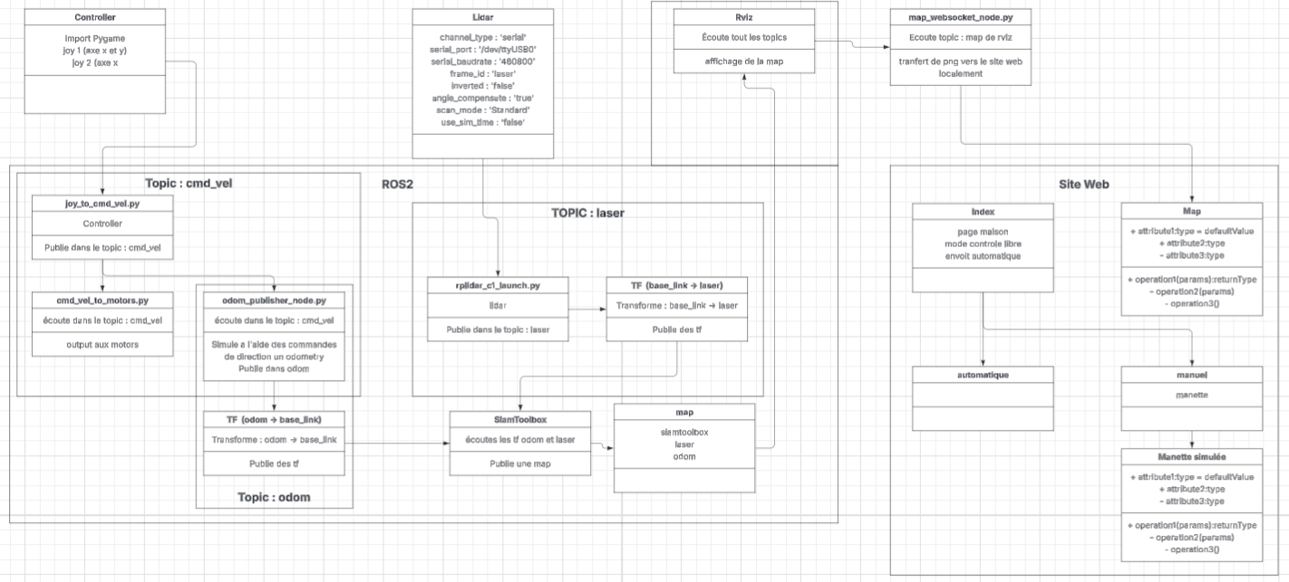 Controller
Import Pygame
joy 1 (axe x et y)
joy 2 (axe x
Lidar
channel_type : 'serial'
serial_port : '/dev/ttyUSB0'
serial_baudrate : '460800'
frame_id : 'laser'
inverted : 'false'
angle_compensate : 'true'
scan_mode : 'Standard'
use_sim_time : 'false'
Rviz
Écoute tout les topics
affichage de la map
map_websocket_node.py
Ecoute topic : map de rviz
tranfert de png vers le site web
localement
ROS2
Topic : cmd_vel
joy_to_cmd_vel.py
Controller
Publie dans le topic : cmd_vel
cmd_vel_to_motors.py
écoute dans le topic : cmd_vel
output aux motors
odom_publisher_node.py
écoute dans le topic : cmd_vel
Simule a l'aide des commandes
de direction un odometry
Publie dans odom
TF (odom → base_link)
Transforme : odom → base_link
Publie des tf
Topic : odom
TOPIC : laser
rplidar_c1_launch.py
lidar
Publie dans le topic : laser
TF (base_link → laser)
Transforme : base_link → laser
Publie des tf
SlamToolbox
écoutes les tf odom et laser
Publie une map
map
slamtoolbox
laser
odom
Site Web
Index
page maison
mode controle libre
envoit automatique
Map
+ attribute1:type = defaultValue
+ attribute2:type
- attribute3:type
+ operation1(params):returnType
- operation2(params)
- operation3()
automatique
manuel
manette
Manette simulée
+ attribute1:type = defaultValue
+ attribute2:type
- attribute3:type
+ operation1(params):returnType
- operation2(params)
- operation3()